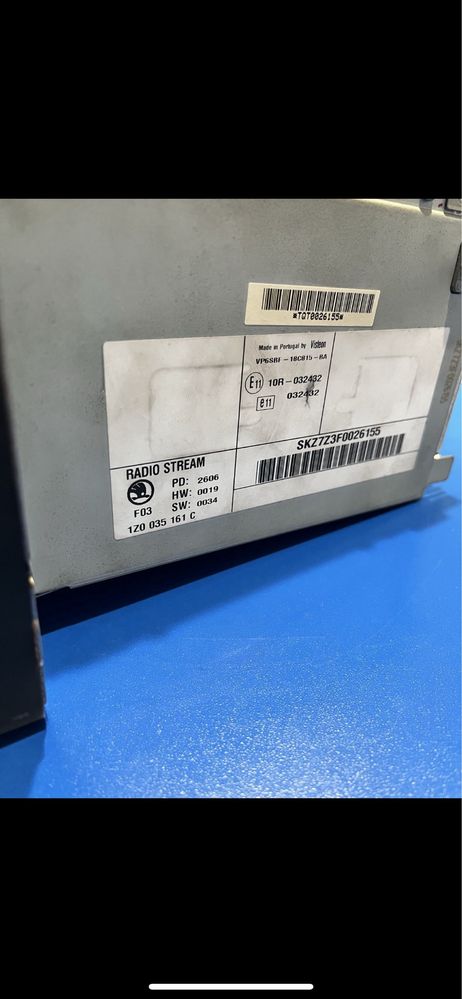 *TQT0026155*
Made in Portugal by Visteon
VP6SBF-18C815-BA
E11 10R-032432
e11 032432
SKZ7Z3F0026155
RADIO STREAM
PD: 2606
HW: 0019
F03 SW: 0034
1Z0 035 161 C